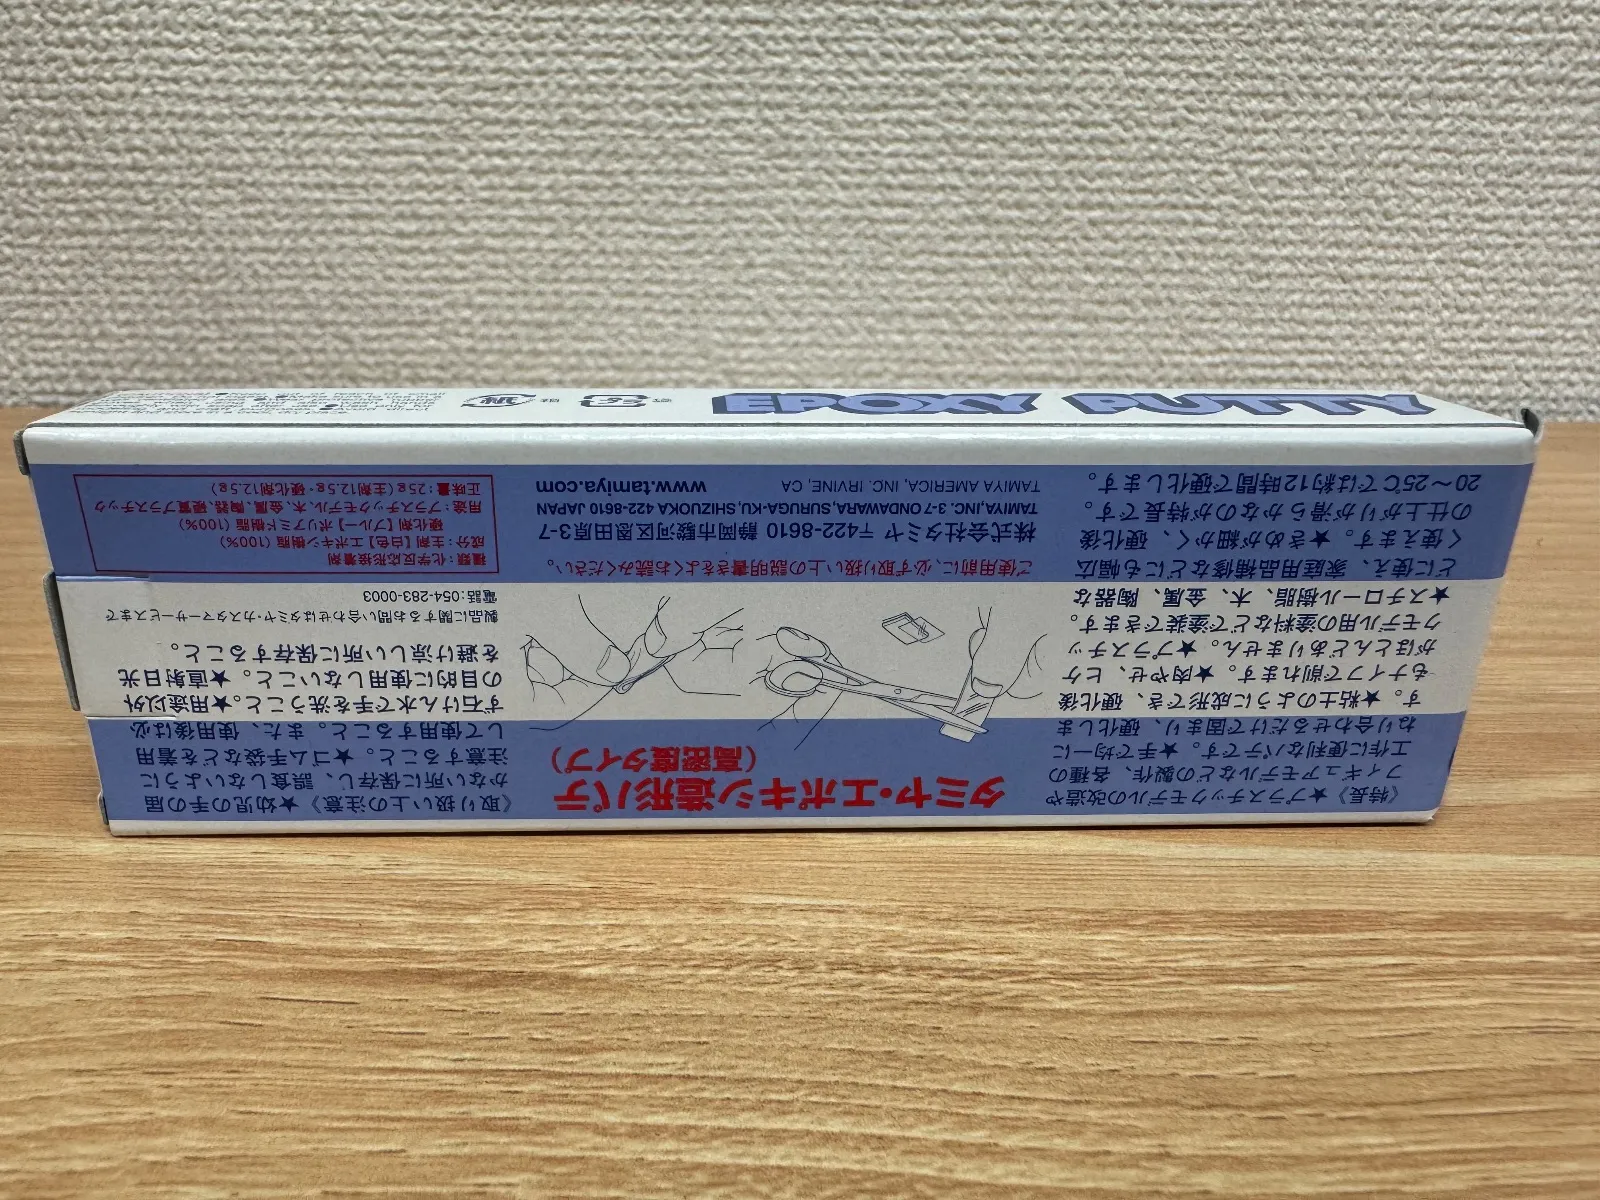 《特長》★プラスチックモデルの改造や
フィギュアモデルなどの製作、各種の
工作に便利なパテです。★手で均一に
ねり合わせるだけで固まり、硬化しま
す。★粘土のように成形でき、硬化後
もナイフで削れます。★肉やせ、ヒケ
がほとんどありません。★プラスチッ
クモデル用の塗料などで塗装できます。
★スチロール樹脂、木、金属、陶器な
どに使え、家庭用品補修などにも幅広
く使えます。★きめが細かく、硬化後
の仕上がりが滑らかなのが特長です。
20〜25℃では約12時間で硬化します。
タミヤ・エポキシ造形パテ
（高密度タイプ）
ご使用前に、必ず取り扱い上の説明書きをよくお読みください。
株式会社タミヤ 〒422-8610 静岡市駿河区恩田原3-7
TAMIYA,INC. 3-7 ONDAWARA,SURUGA-KU,SHIZUOKA 422-8610 JAPAN
TAMIYA AMERICA, INC. IRVINE, CA www.tamiya.com
《取り扱い上の注意》★幼児の手の届
かない所に保存し、誤食しないように
注意すること。★ゴム手袋などを着用
して使用すること。また、使用後は必
ず石けん水で手を洗うこと。★用途以外
の目的に使用しないこと。★直射日光
を避け涼しい所に保存すること。
製品に関するお問い合わせはタミヤ・カスタマーサービスまで
電話:054-283-0003
種類：化学反応形接着剤
成分：主剤【白色】エポキシ樹脂 (100%)
硬化剤【ブルー】ポリアミド樹脂 (100%)
用途：プラスチックモデル、木、金属、陶器、硬質プラスチック
正味量：25g (主剤12.5g・硬化剤12.5g)
EPOXY PUTTY
紙